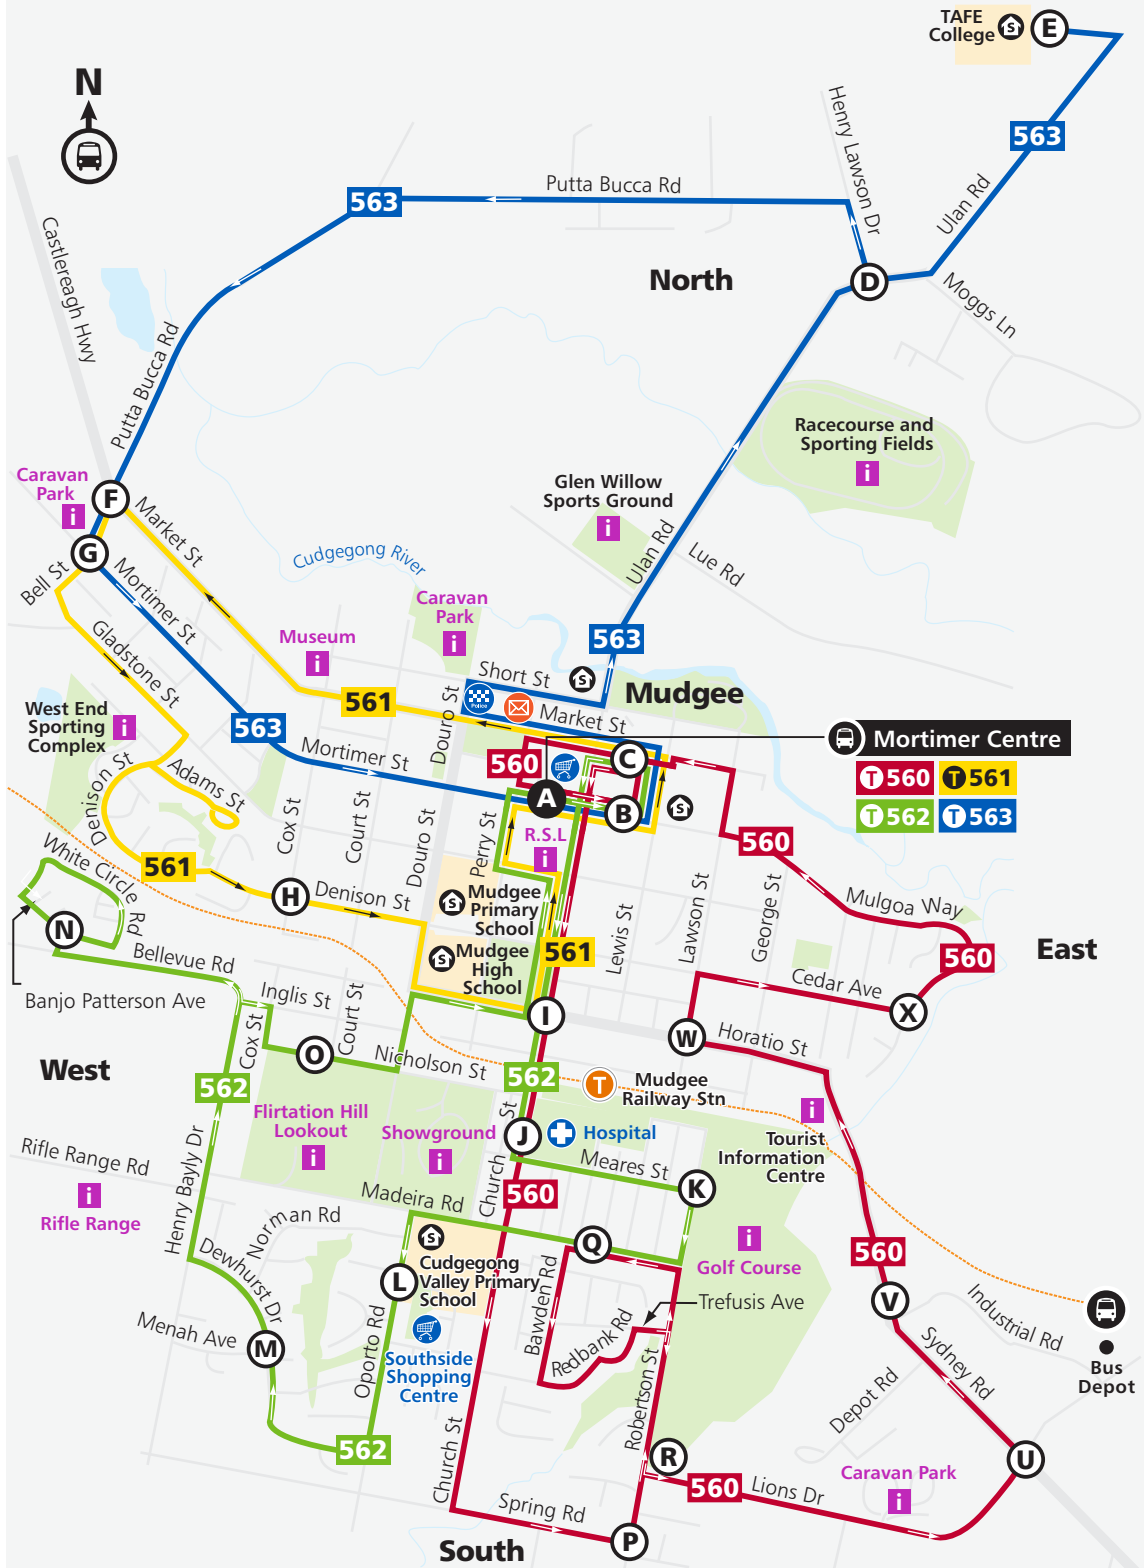 TAFE
College
S
E
N
563
Henry Lawson Dr
Putta Bucca Rd
563
Ulan Rd
Castlereagh Hwy
North
D
Moggs Ln
Putta Bucca Rd
Racecourse and
Sporting Fields
i
Caravan
Park
i
F
Market St
Glen Willow
Sports Ground
i
Ulan Rd
Lue Rd
G
Bell St
Mortimer St
Cudgegong River
Caravan
Park
i
Gladstone St
Museum
i
563
Short St
S
Mudgee
561
Police
Market St
Douro St
West End
Sporting
Complex
i
563
Mortimer St
560
C
Mortimer Centre
T 560
T 561
T 562
T 563
A
B
S
Denison St
Adams St
Cox St
Court St
Douro St
Perry St
R.S.L
i
560
White Circle Rd
561
H
Denison St
S
Mudgee
Primary
School
Lewis St
Lawson St
George St
Mulgoa Way
N
Bellevue Rd
S
Mudgee
High
School
561
560
East
Banjo Patterson Ave
Inglis St
Court St
Cedar Ave
X
I
W
Horatio St
Cox St
O
Nicholson St
West
562
562
T
Mudgee
Railway Stn
Flirtation Hill
Lookout
i
Showground
i
Church St
J
Hospital
i
Tourist
Information
Centre
Rifle Range Rd
i
Rifle Range
Henry Bayly Dr
Meares St
K
Madeira Rd
560
Norman Rd
Dewhurst Dr
S
Cudgegong
Valley Primary
School
Q
i
Golf Course
560
L
Bawden Rd
Trefusis Ave
V
Industrial Rd
Menah Ave
M
Oporto Rd
Southside
Shopping
Centre
Redbank Rd
Robertson St
Sydney Rd
Bus
Depot
Depot Rd
562
Church St
R
560
Lions Dr
Caravan Park
i
U
Spring Rd
P
South